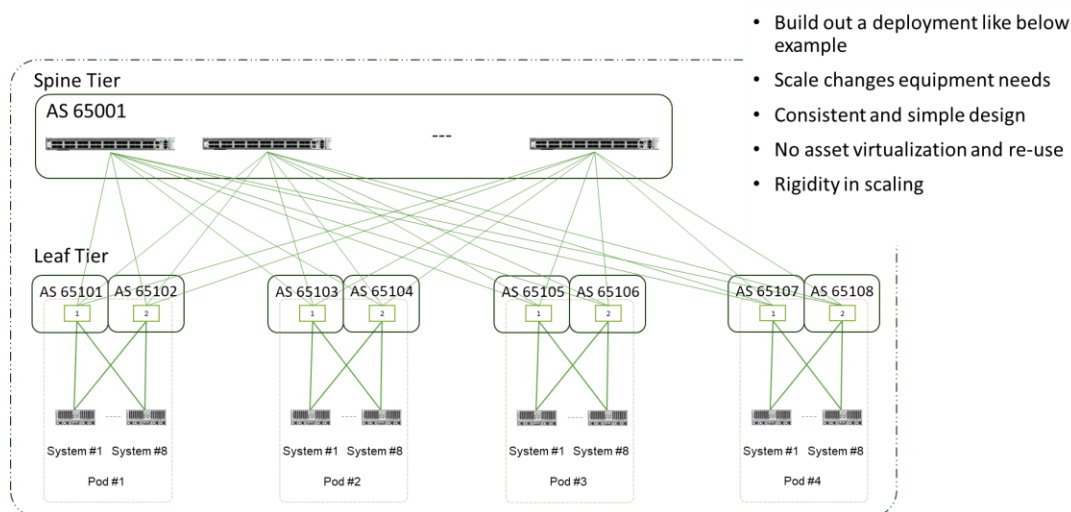 • Build out a deployment like below
example
• Scale changes equipment needs
• Consistent and simple design
• No asset virtualization and re-use
• Rigidity in scaling
Spine Tier
AS 65001
---
Leaf Tier
AS 65101 AS 65102 AS 65103 AS 65104 AS 65105 AS 65106 AS 65107 AS 65108
1 2 1 2 1 2 1 2
System #1 System #8 System #1 System #8 System #1 System #8 System #1 System #8
Pod #1 Pod #2 Pod #3 Pod #4